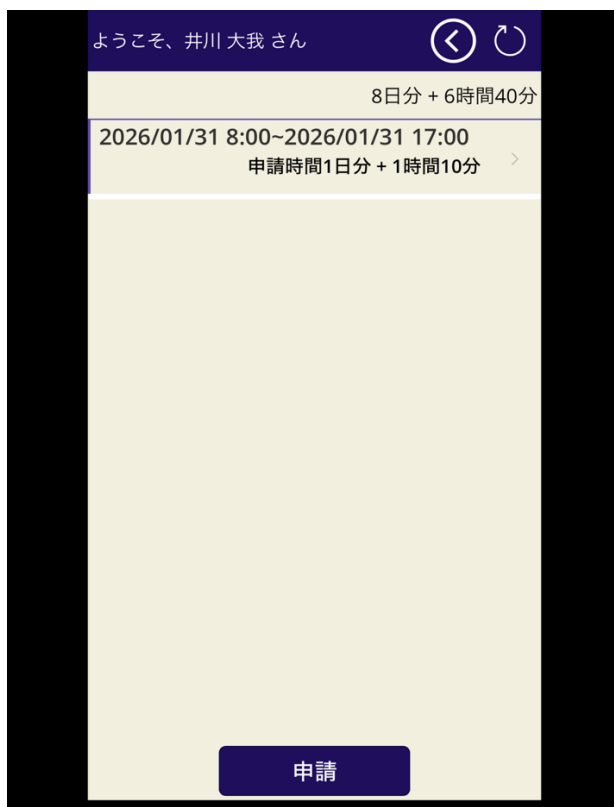 ようこそ、井川 大我 さん
8日分 + 6時間40分
2026/01/31 8:00~2026/01/31 17:00
申請時間1日分 + 1時間10分
申請